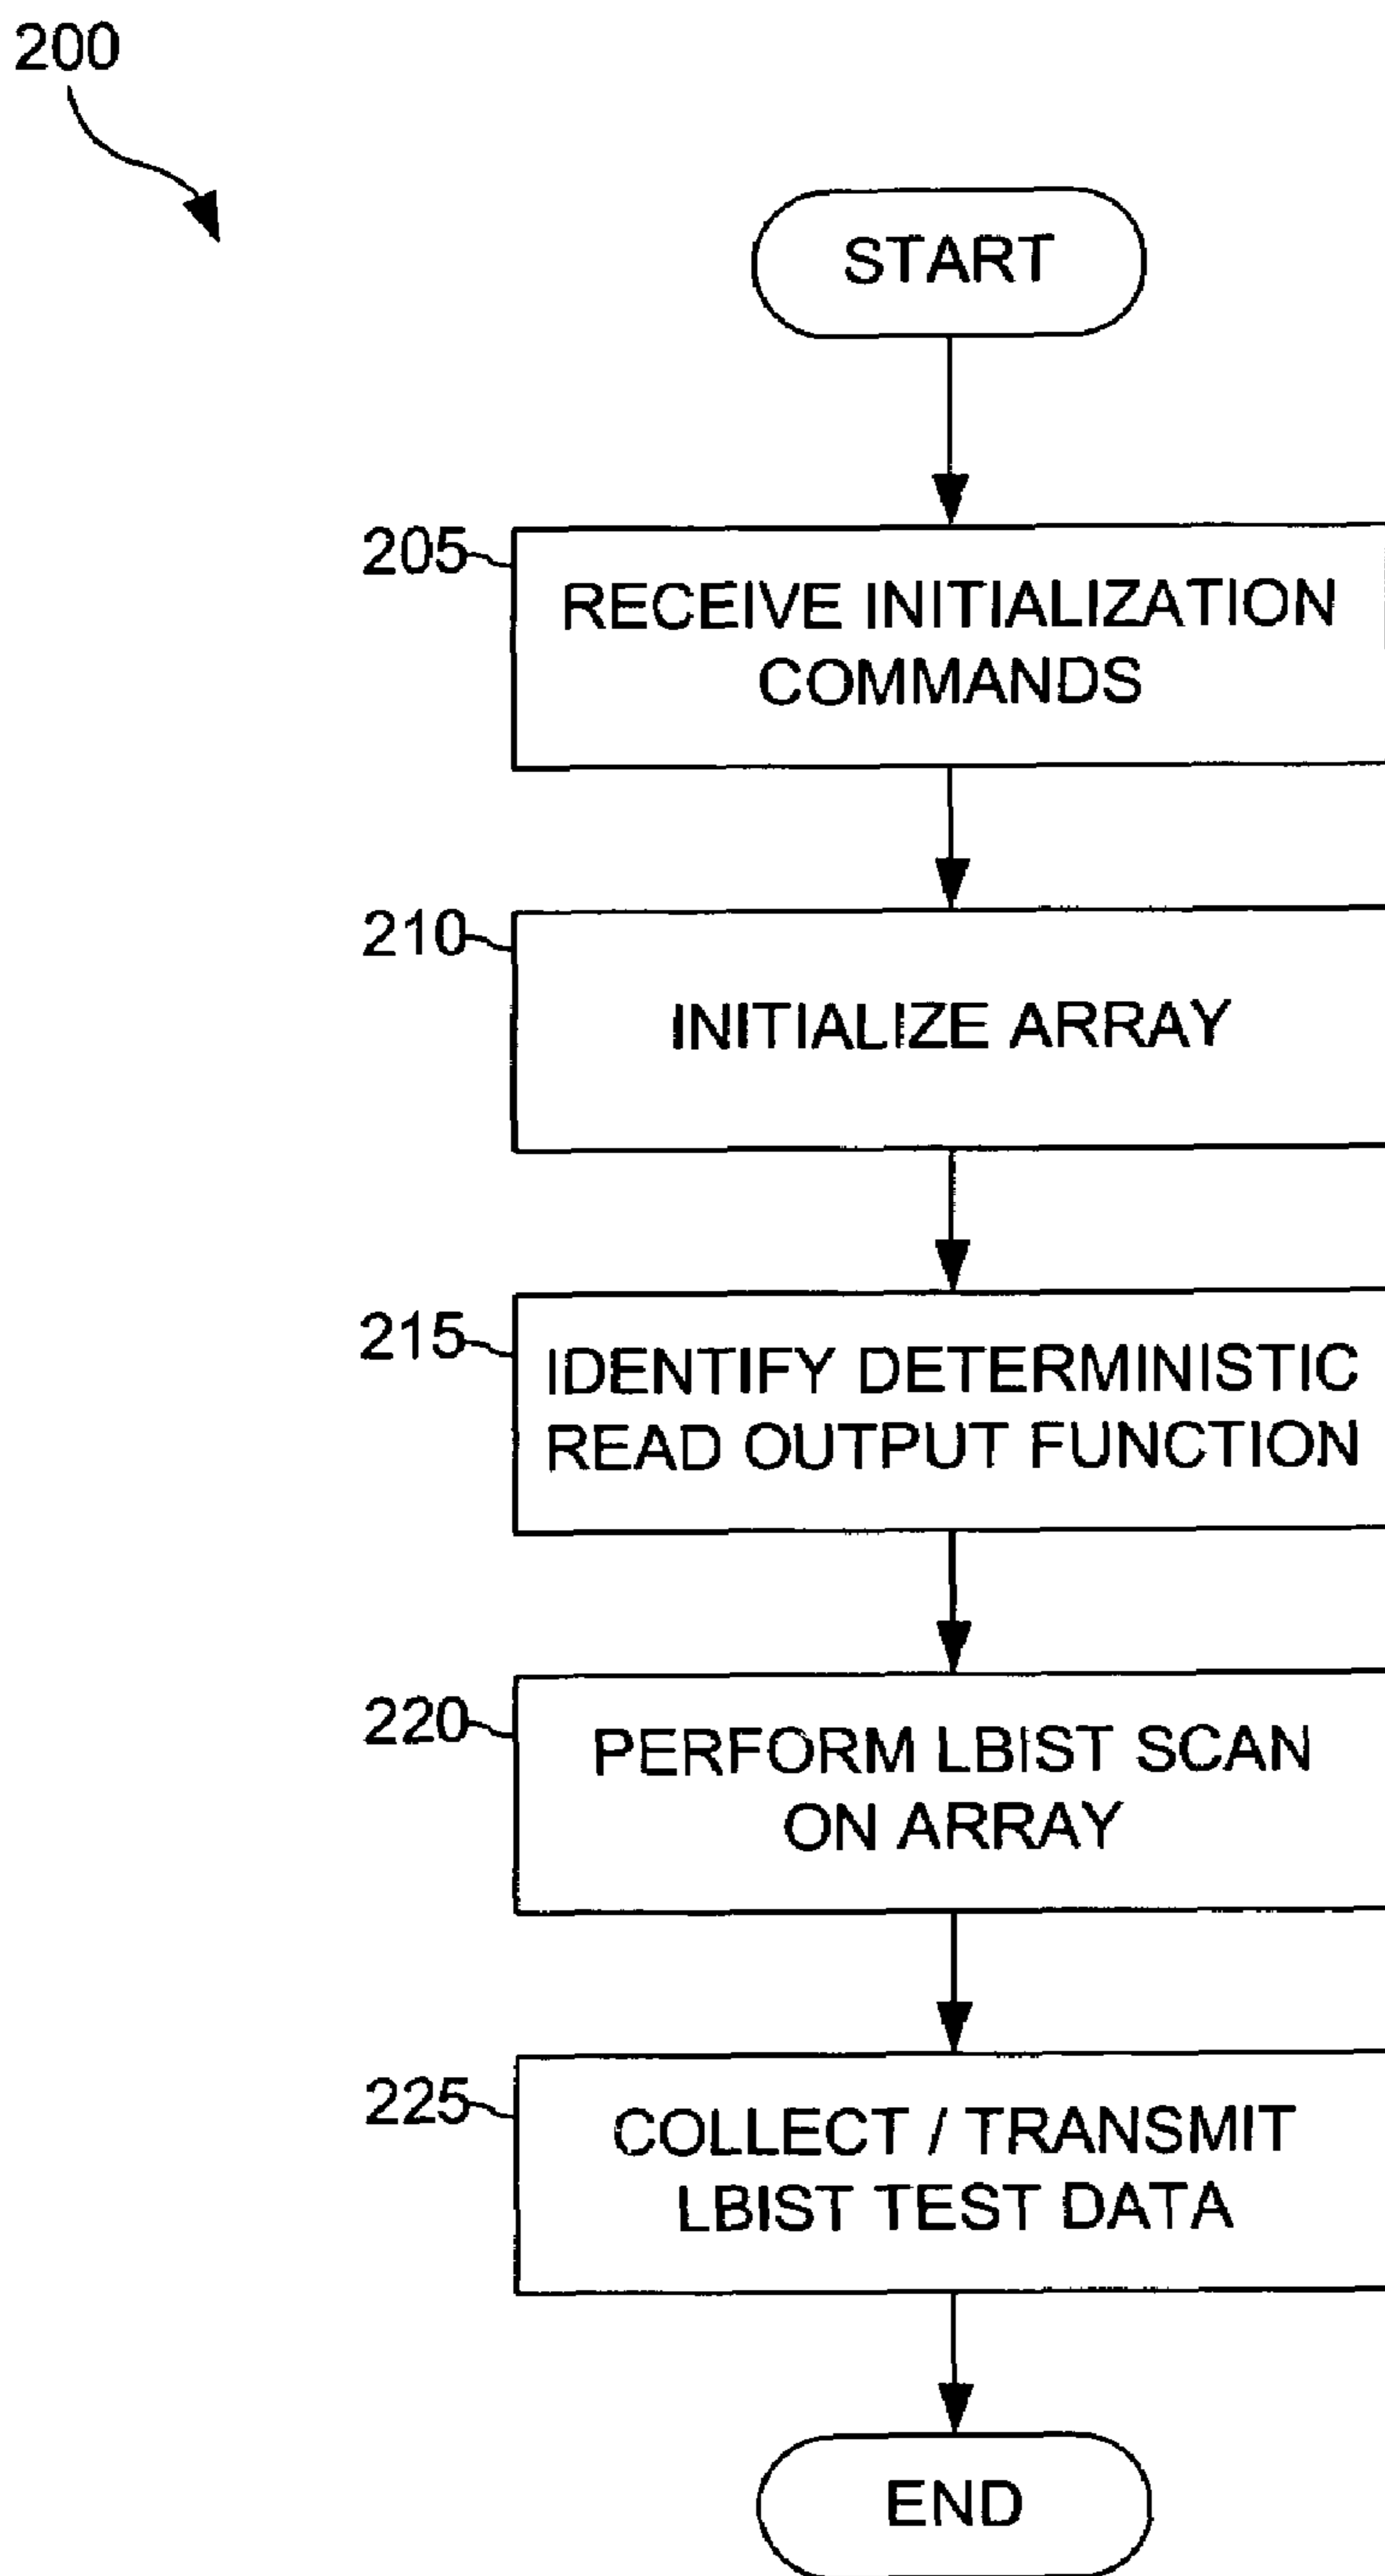 200
START
205
RECEIVE INITIALIZATION
COMMANDS
210
INITIALIZE ARRAY
215
IDENTIFY DETERMINISTIC
READ OUTPUT FUNCTION
220
PERFORM LBIST SCAN
ON ARRAY
225
COLLECT / TRANSMIT
LBIST TEST DATA
END